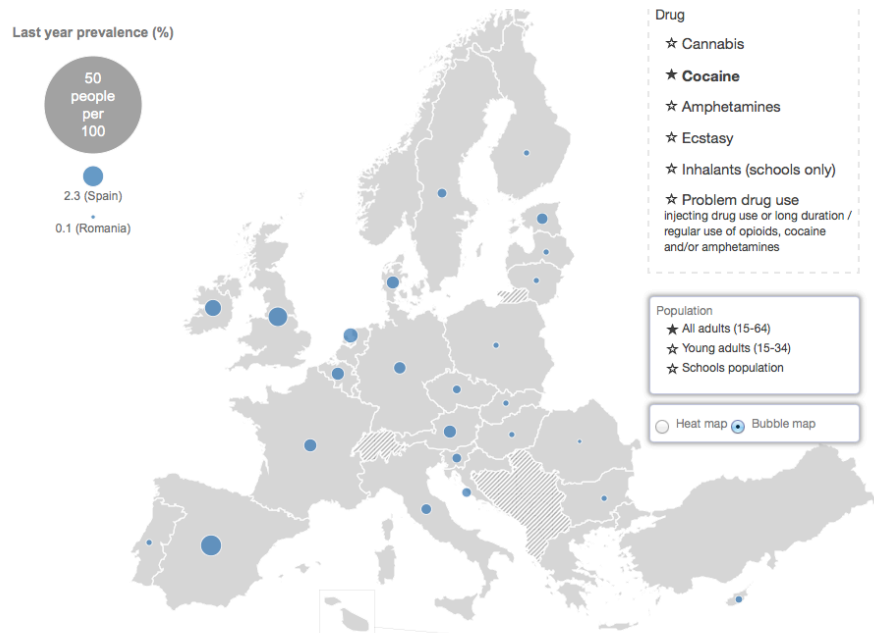 Last year prevalence (%)
50
people
per
100
2.3 (Spain)
0.1 (Romania)
Drug
Cannabis
Cocaine
Amphetamines
Ecstasy
Inhalants (schools only)
Problem drug use
injecting drug use or long duration /
regular use of opioids, cocaine
and/or amphetamines
Population
All adults (15-64)
Young adults (15-34)
Schools population
Heat map Bubble map